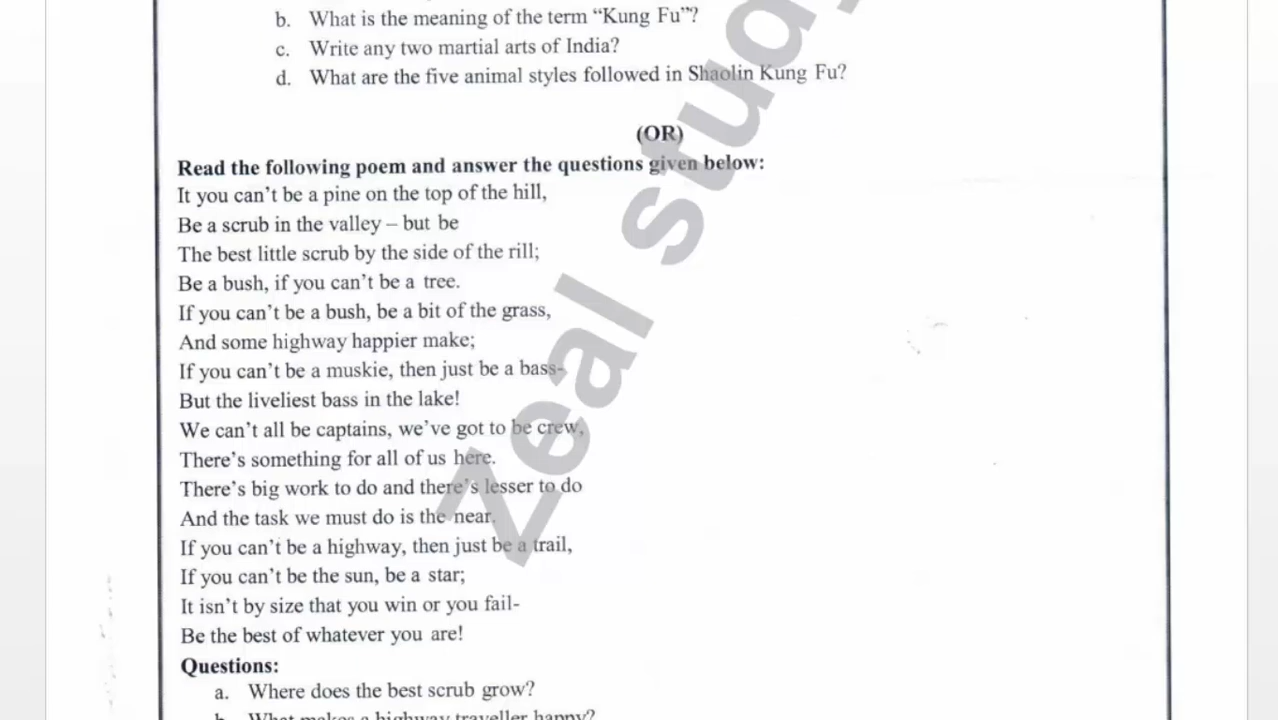 b. What is the meaning of the term “Kung Fu”?
c. Write any two martial arts of India?
d. What are the five animal styles followed in Shaolin Kung Fu?
(OR)
Read the following poem and answer the questions given below:
It you can’t be a pine on the top of the hill,
Be a scrub in the valley – but be
The best little scrub by the side of the rill;
Be a bush, if you can’t be a tree.
If you can’t be a bush, be a bit of the grass,
And some highway happier make;
If you can’t be a muskie, then just be a bass-
But the liveliest bass in the lake!
We can’t all be captains, we’ve got to be crew,
There’s something for all of us here.
There’s big work to do and there’s lesser to do
And the task we must do is the near.
If you can’t be a highway, then just be a trail,
If you can’t be the sun, be a star;
It isn’t by size that you win or you fail-
Be the best of whatever you are!
Questions:
a. Where does the best scrub grow?
b. What makes a highway traveller happy?
Zeal study